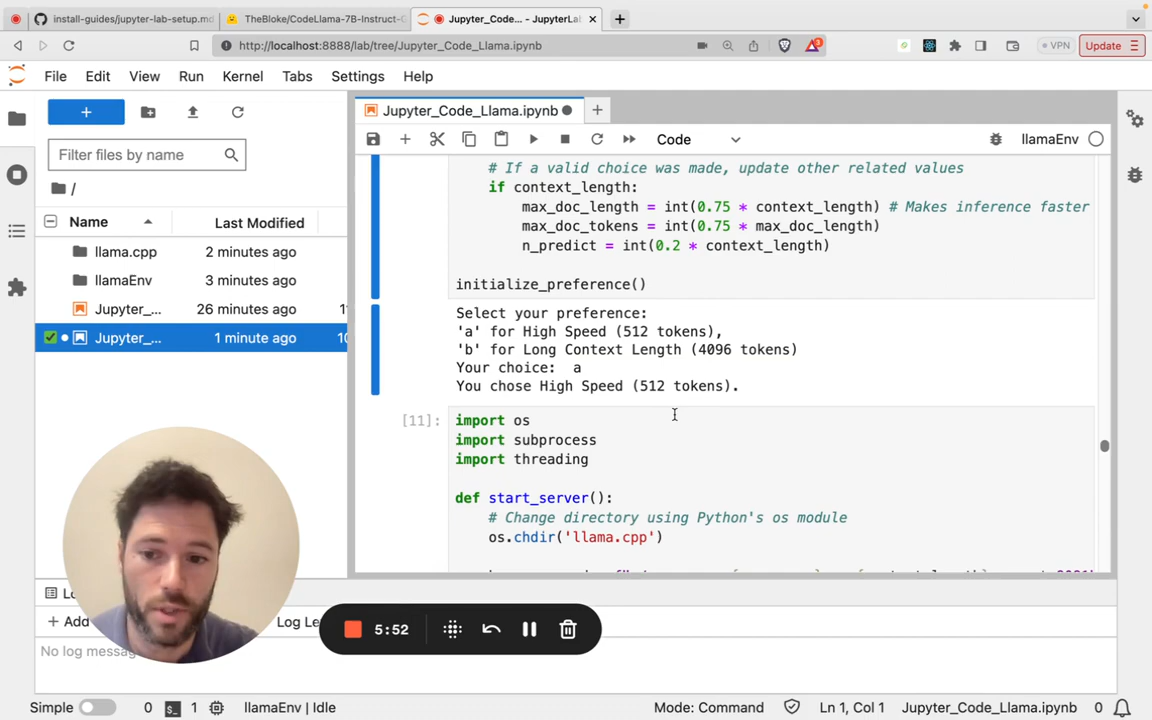 install-guides/jupyter-lab-setup.md
TheBloke/CodeLlama-7B-Instruct-
Jupyter_Code... - JupyterLab
http://localhost:8888/lab/tree/Jupyter_Code_Llama.ipynb
VPN
Update
File Edit View Run Kernel Tabs Settings Help
Jupyter_Code_Llama.ipynb
Filter files by name
Code
llamaEnv
/
Name
Last Modified
llama.cpp 2 minutes ago
llamaEnv 3 minutes ago
Jupyter_... 26 minutes ago
Jupyter_... 1 minute ago
# If a valid choice was made, update other related values
if context_length:
max_doc_length = int(0.75 * context_length) # Makes inference faster
max_doc_tokens = int(0.75 * max_doc_length)
n_predict = int(0.2 * context_length)
initialize_preference()
Select your preference:
'a' for High Speed (512 tokens),
'b' for Long Context Length (4096 tokens)
Your choice: a
You chose High Speed (512 tokens).
[11]:
import os
import subprocess
import threading
def start_server():
# Change directory using Python's os module
os.chdir('llama.cpp')
+ Add
Log Le
No log messag
5:52
Simple 0 1 llamaEnv | Idle Mode: Command Ln 1, Col 1 Jupyter_Code_Llama.ipynb 0